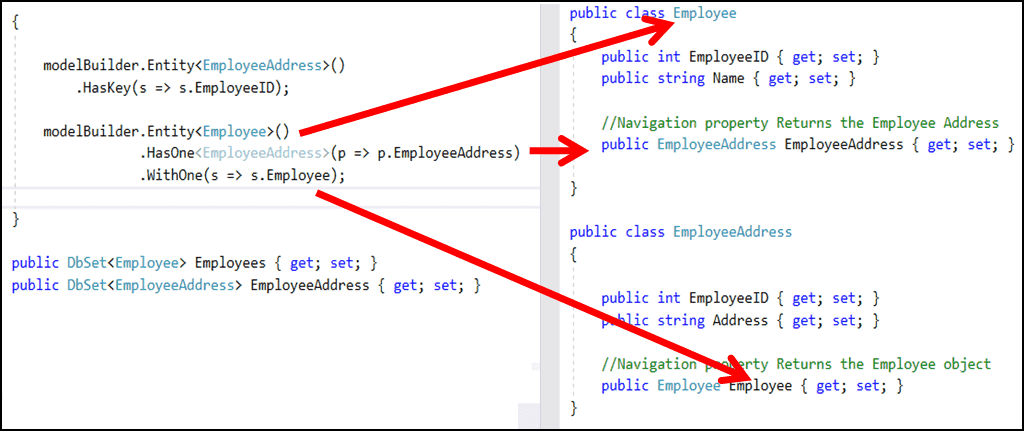 {
modelBuilder.Entity<EmployeeAddress>()
.HasKey(s => s.EmployeeID);
modelBuilder.Entity<Employee>()
.HasOne<EmployeeAddress>(p => p.EmployeeAddress)
.WithOne(s => s.Employee);
}
public DbSet<Employee> Employees { get; set; }
public DbSet<EmployeeAddress> EmployeeAddress { get; set; }
public class Employee
{
public int EmployeeID { get; set; }
public string Name { get; set; }
//Navigation property Returns the Employee Address
public EmployeeAddress EmployeeAddress { get; set; }
}
public class EmployeeAddress
{
public int EmployeeID { get; set; }
public string Address { get; set; }
//Navigation property Returns the Employee object
public Employee Employee { get; set; }
}